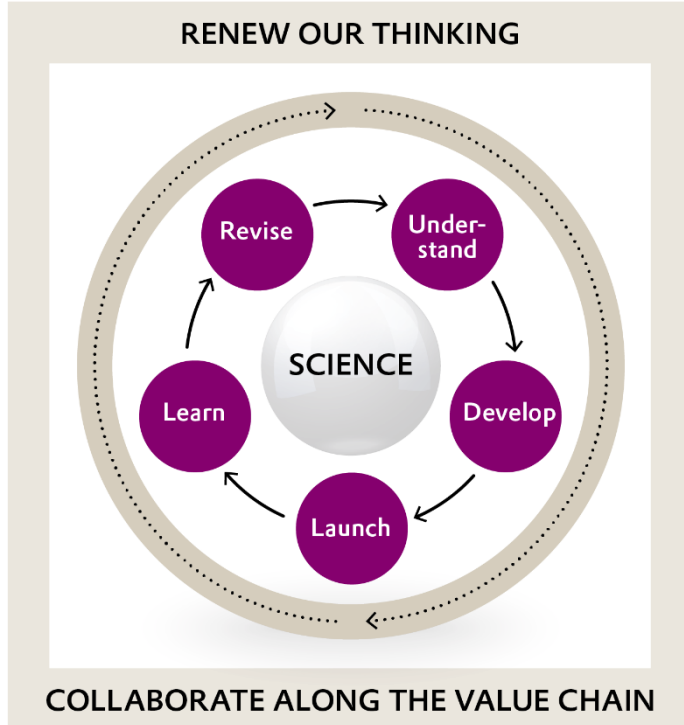 RENEW OUR THINKING
Revise
Under-
stand
SCIENCE
Learn
Develop
Launch
COLLABORATE ALONG THE VALUE CHAIN